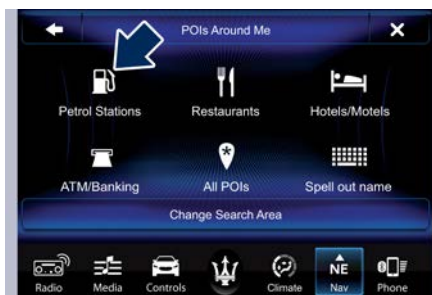 POIs Around Me
Petrol Stations Restaurants Hotels/Motels
ATM/Banking All POIs Spell out name
Change Search Area
NE
Radio Media Controls Climate Nav Phone